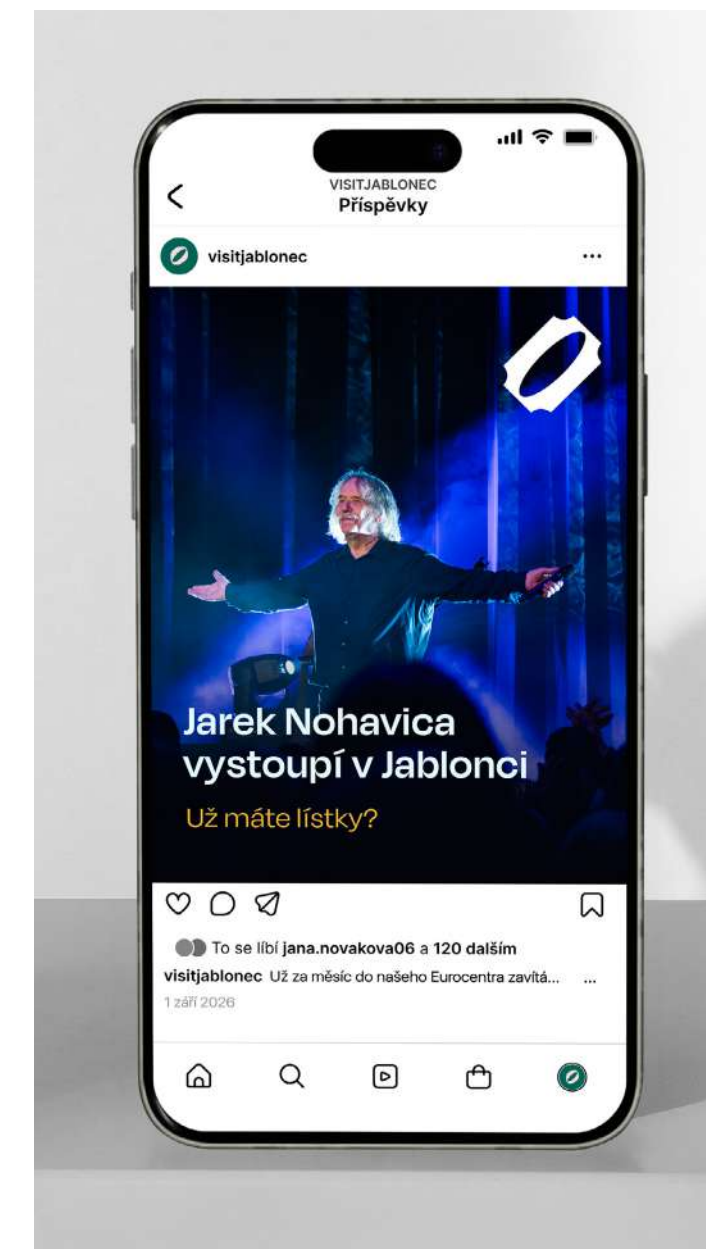 VISITJABLONEC
Příspěvky
visitjablonec
Jarek Nohavica
vystoupí v Jablonci
Už máte lístky?
To se líbí jana.novakova06 a 120 dalším
visitjablonec Už za měsíc do našeho Eurocentra zavítá...
1 září 2026